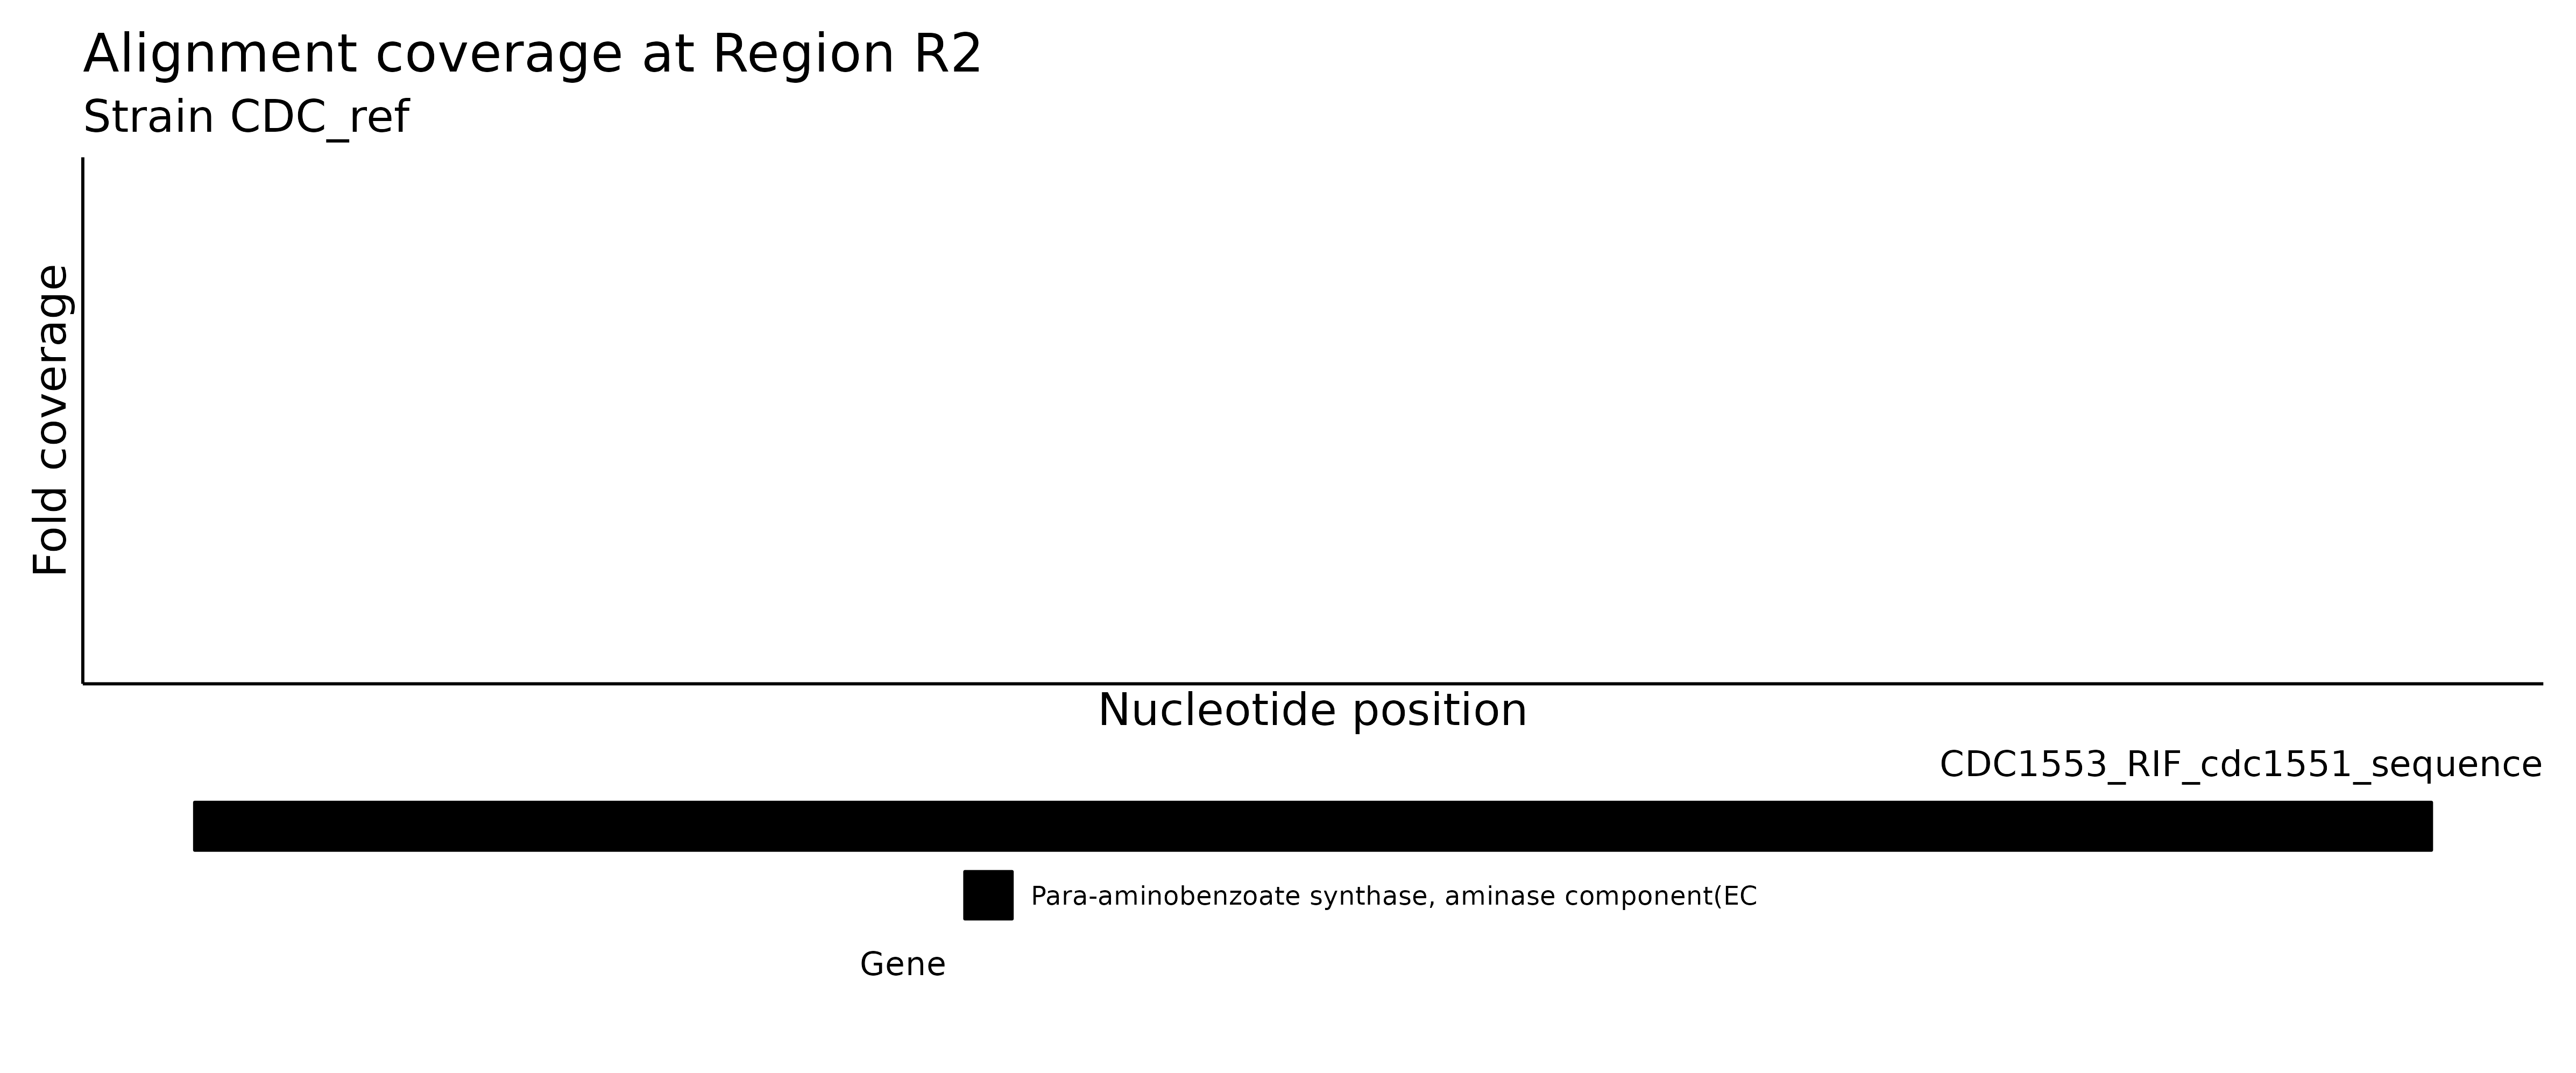 Alignment coverage at Region R2
Strain CDC_ref
Fold coverage
Nucleotide position
CDC1553_RIF_cdc1551_sequence
Para-aminobenzoate synthase, aminase component(EC
Gene